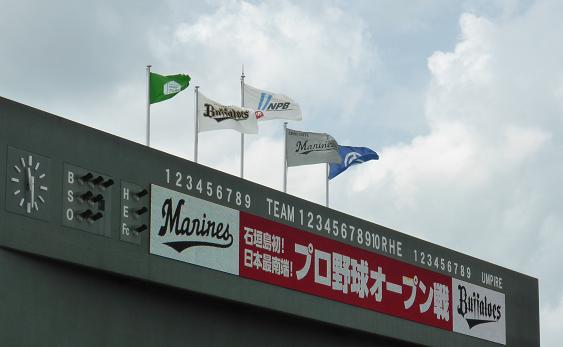 Buffaloes
NPB
Marines
123456789
TEAM 12345678910RHE
123456789
UMPIRE
B
S
O
H
E
Fc
Marines
石垣島初!
日本最南端!
プロ野球オープン戦
Buffaloes